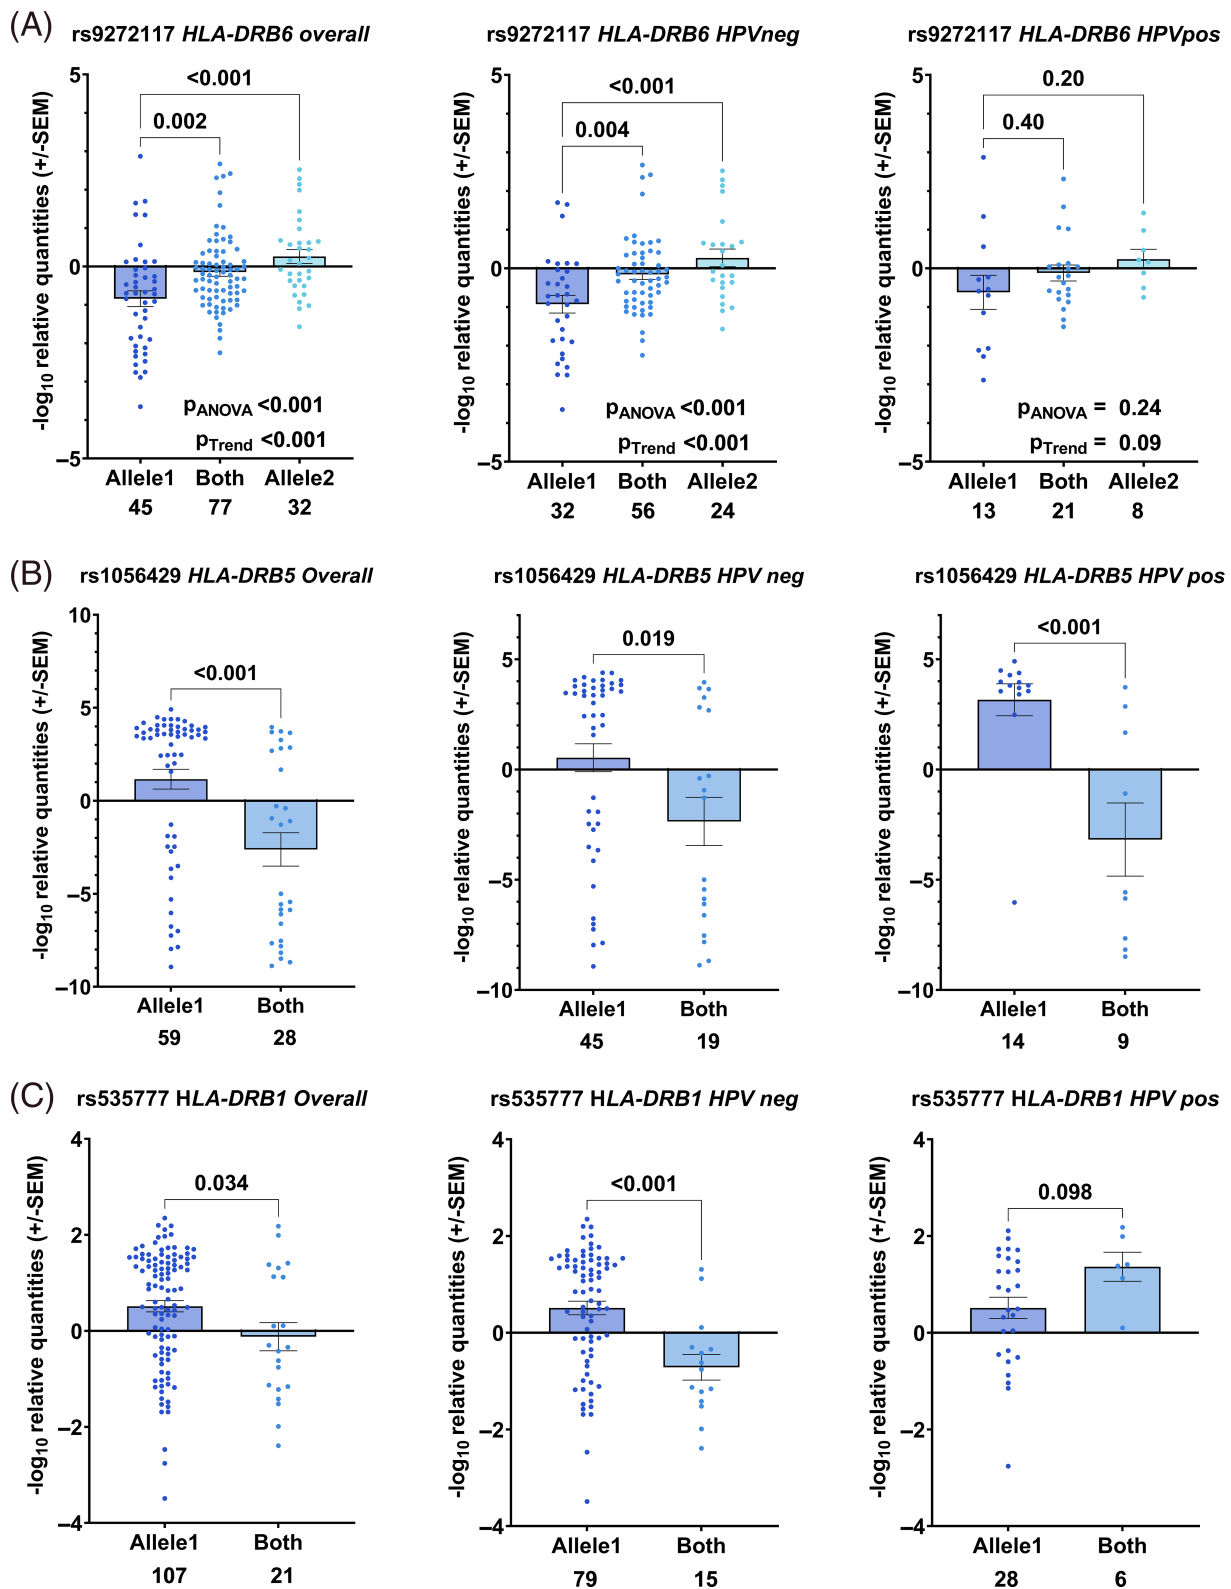 (A)
rs9272117 HLA-DRB6 overall
rs9272117 HLA-DRB6 HPVneg
rs9272117 HLA-DRB6 HPVpos
-log10 relative quantities (+/-SEM)
5
0
–5
<0.001
0.002
pANOVA <0.001
pTrend <0.001
Allele1 Both Allele2
45 77 32
-log10 relative quantities (+/-SEM)
5
0
–5
<0.001
0.004
pANOVA <0.001
pTrend <0.001
Allele1 Both Allele2
32 56 24
-log10 relative quantities (+/-SEM)
5
0
–5
0.20
0.40
pANOVA = 0.24
pTrend = 0.09
Allele1 Both Allele2
13 21 8
(B)
rs1056429 HLA-DRB5 Overall
rs1056429 HLA-DRB5 HPV neg
rs1056429 HLA-DRB5 HPV pos
-log10 relative quantities (+/-SEM)
10
5
0
–5
–10
<0.001
Allele1 Both
59 28
-log10 relative quantities (+/-SEM)
5
0
–5
–10
0.019
Allele1 Both
45 19
-log10 relative quantities (+/-SEM)
5
0
–5
–10
<0.001
Allele1 Both
14 9
(C)
rs535777 HLA-DRB1 Overall
rs535777 HLA-DRB1 HPV neg
rs535777 HLA-DRB1 HPV pos
-log10 relative quantities (+/-SEM)
4
2
0
–2
–4
0.034
Allele1 Both
107 21
-log10 relative quantities (+/-SEM)
4
2
0
–2
–4
<0.001
Allele1 Both
79 15
-log10 relative quantities (+/-SEM)
4
2
0
–2
–4
0.098
Allele1 Both
28 6